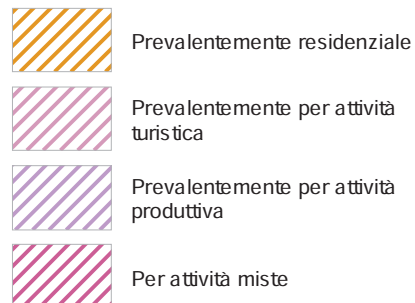 Prevalentemente residenziale
Prevalentemente per attività
turistica
Prevalentemente per attività
produttiva
Per attività miste